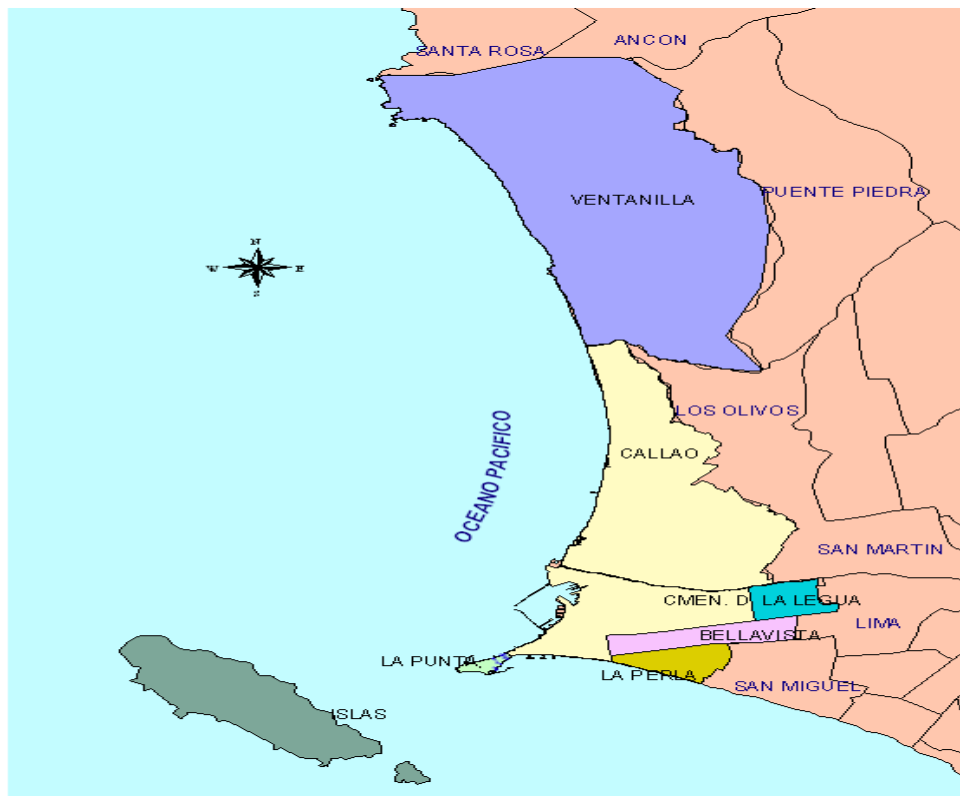 SANTA ROSA
ANCON
PUENTE PIEDRA
VENTANILLA
N
W E
S
LOS OLIVOS
CALLAO
OCEANO PACIFICO
SAN MARTIN
CMEN. D LA LEGUA
LIMA
BELLAVISTA
LA PUNTA
LA PERLA
SAN MIGUEL
ISLAS